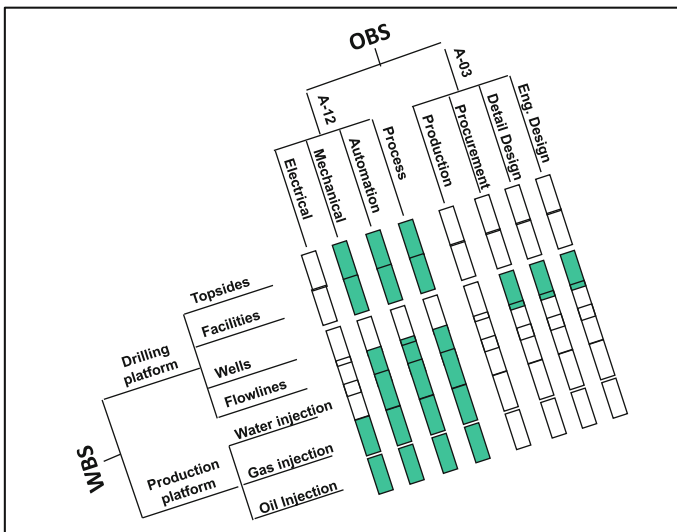 OBS
A-12
A-03
Electrical
Mechanical
Automation
Process
Production
Procurement
Detail Design
Eng. Design
WBS
Drilling
platform
Topsides
Facilities
Wells
Flowlines
Production
platform
Water injection
Gas injection
Oil Injection